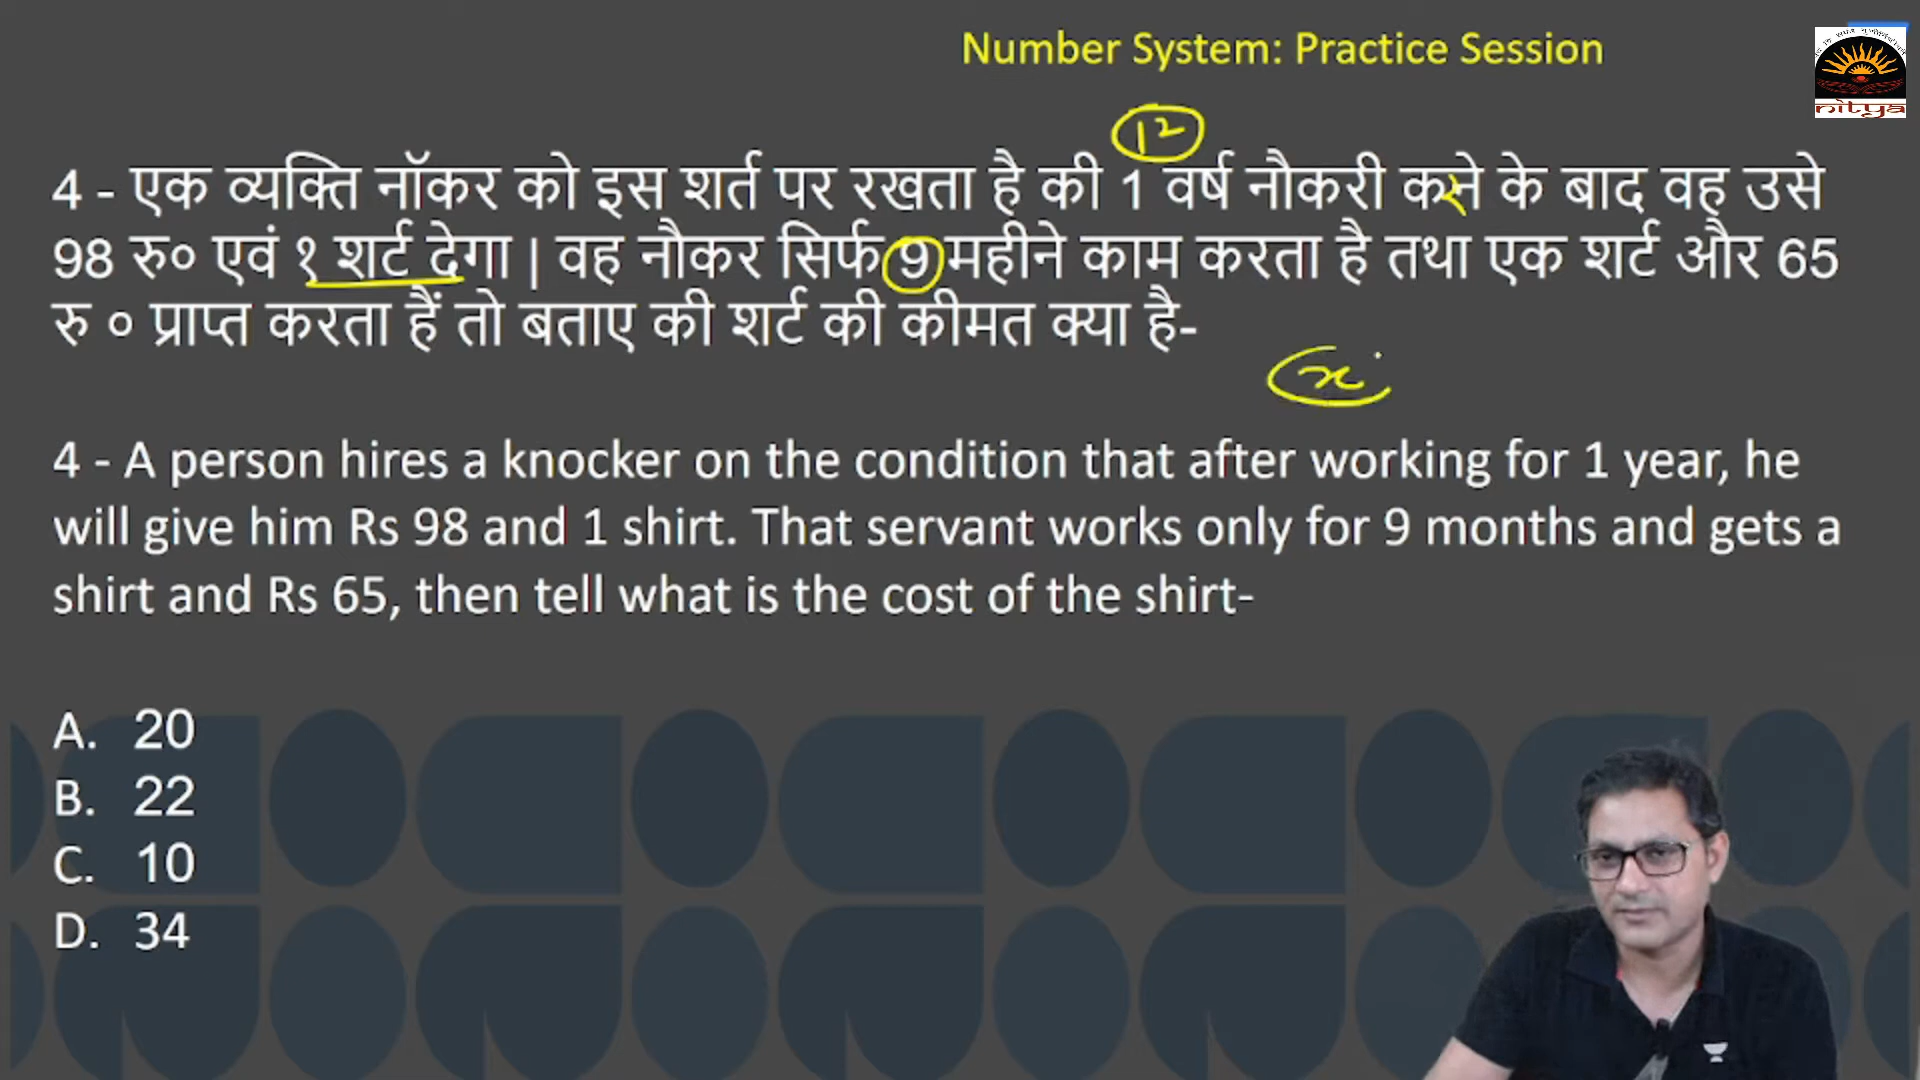 Number System: Practice Session
nitya
12
4 - एक व्यक्ति नॉकर को इस शर्त पर रखता है की 1 वर्ष नौकरी करने के बाद वह उसे
98 रु० एवं १ शर्ट देगा | वह नौकर सिर्फ 9 महीने काम करता है तथा एक शर्ट और 65
रु ० प्राप्त करता हैं तो बताए की शर्ट की कीमत क्या है-
x
4 - A person hires a knocker on the condition that after working for 1 year, he
will give him Rs 98 and 1 shirt. That servant works only for 9 months and gets a
shirt and Rs 65, then tell what is the cost of the shirt-
A. 20
B. 22
C. 10
D. 34